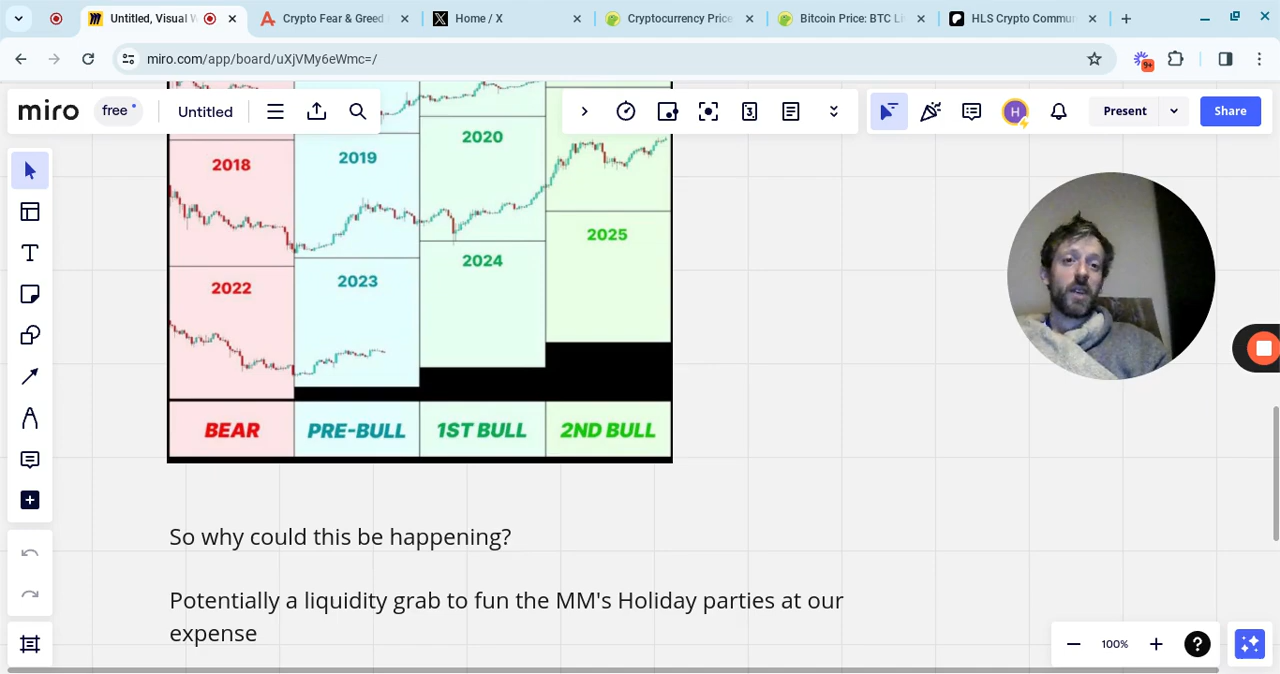 Untitled, Visual W
Crypto Fear & Greed
Home / X
Cryptocurrency Price
Bitcoin Price: BTC Li
HLS Crypto Commu
miro.com/app/board/uXjVMy6eWmc=/
9+
miro
free
Untitled
H
Present
Share
2018
2019
2020
2022
2023
2024
2025
BEAR
PRE-BULL
1ST BULL
2ND BULL
So why could this be happening?
Potentially a liquidity grab to fun the MM's Holiday parties at our
expense
100%